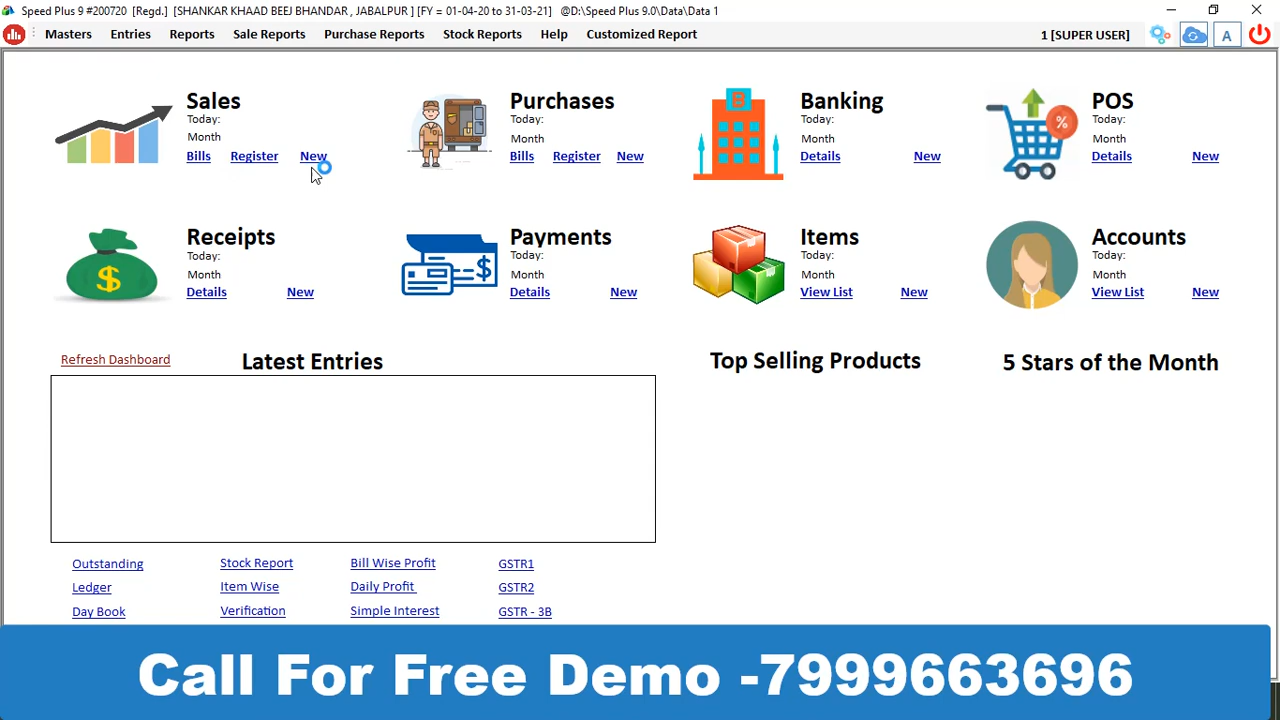 Speed Plus 9 #200720 [Regd.] [SHANKAR KHAAD BEEJ BHANDAR , JABALPUR ] [FY = 01-04-20 to 31-03-21] @D:\Speed Plus 9.0\Data\Data 1
Masters Entries Reports Sale Reports Purchase Reports Stock Reports Help Customized Report 1 [SUPER USER] A
Sales
Today:
Month
Bills Register New
Purchases
Today:
Month
Bills Register New
B
Banking
Today:
Month
Details New
%
POS
Today:
Month
Details New
$
Receipts
Today:
Month
Details New
$
Payments
Today:
Month
Details New
Items
Today:
Month
View List New
Accounts
Today:
Month
View List New
Refresh Dashboard Latest Entries Top Selling Products 5 Stars of the Month
Outstanding Stock Report Bill Wise Profit GSTR1
Ledger Item Wise Daily Profit GSTR2
Day Book Verification Simple Interest GSTR - 3B
Call For Free Demo -7999663696